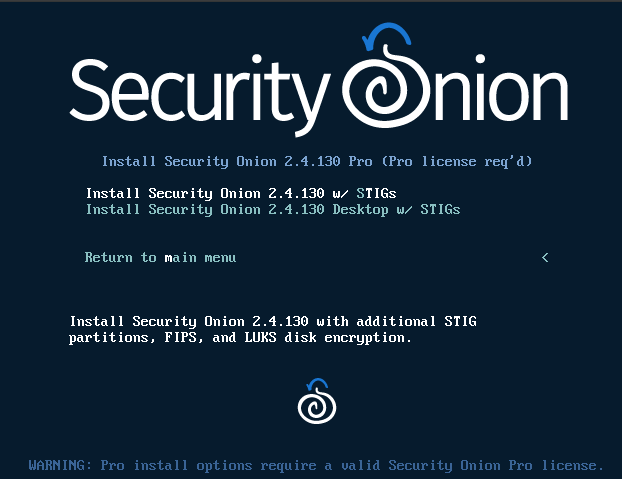 Security Onion
Install Security Onion 2.4.130 Pro (Pro license req'd)
Install Security Onion 2.4.130 w/ STIGs
Install Security Onion 2.4.130 Desktop w/ STIGs
Return to main menu <
Install Security Onion 2.4.130 with additional STIG
partitions, FIPS, and LUKS disk encryption.
WARNING: Pro install options require a valid Security Onion Pro license.